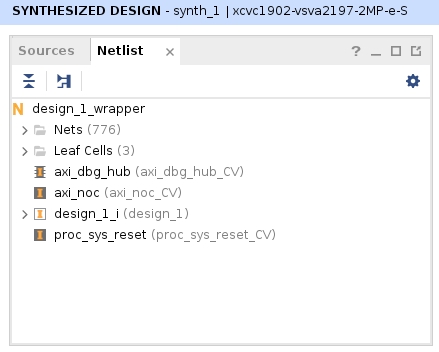 SYNTHESIZED DESIGN - synth_1 | xcvc1902-vsva2197-2MP-e-S
Sources Netlist
design_1_wrapper
Nets (776)
Leaf Cells (3)
axi_dbg_hub (axi_dbg_hub_CV)
axi_noc (axi_noc_CV)
design_1_i (design_1)
proc_sys_reset (proc_sys_reset_CV)